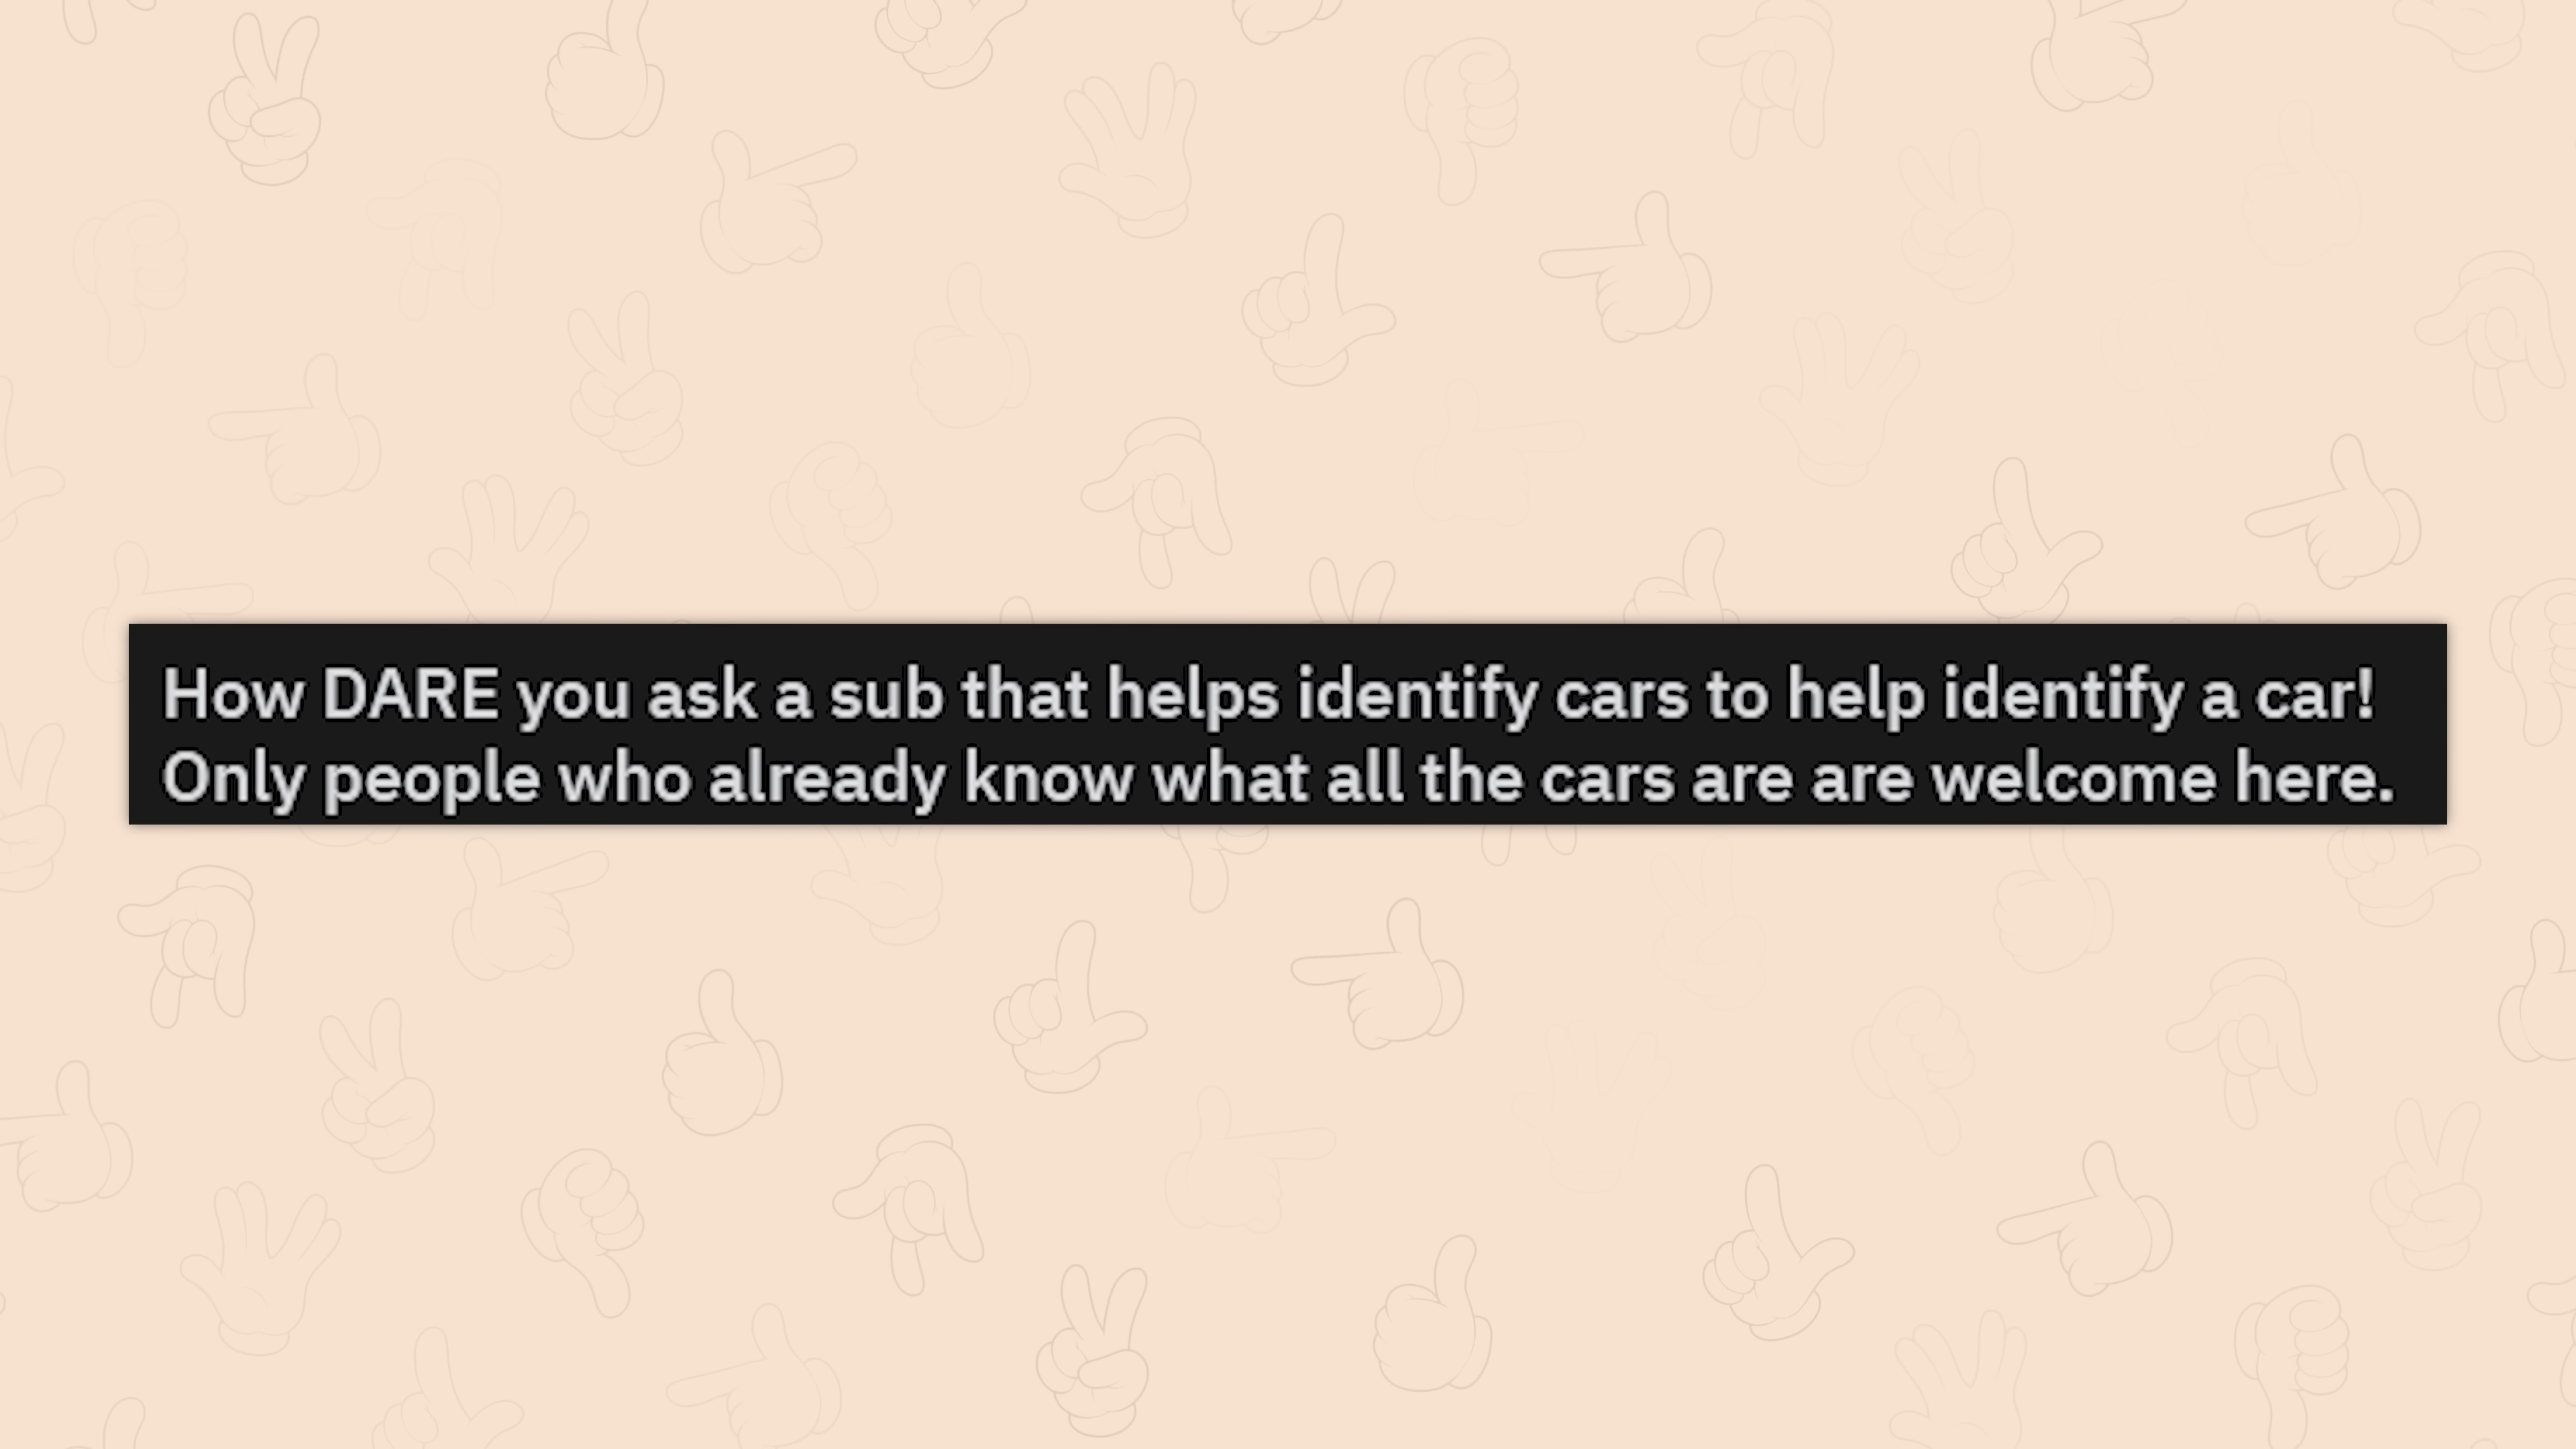 How DARE you ask a sub that helps identify cars to help identify a car!
Only people who already know what all the cars are are welcome here.